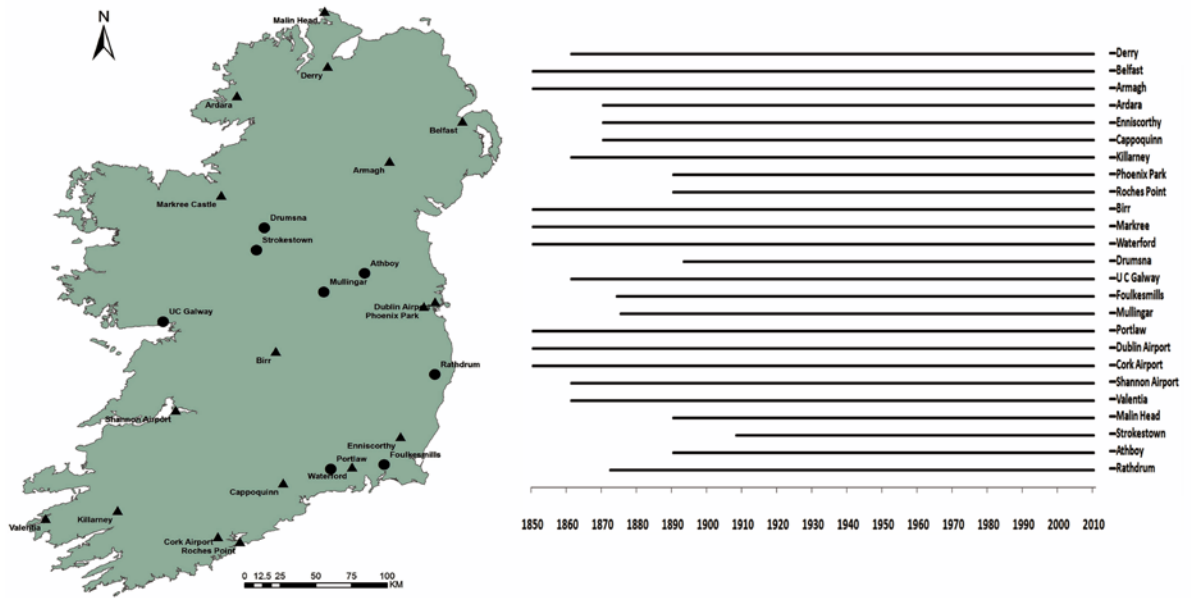 N
Malin Head
Derry
Ardara
Belfast
Armagh
Markree Castle
Drumsna
Strokestown
Athboy
Mullingar
Dublin Airport
Phoenix Park
UC Galway
Birr
Rathdrum
Shannon Airport
Enniscorthy
Foulkesmills
Portlaw
Waterford
Cappoquinn
Killarney
Valentia
Cork Airport
Roches Point
0 12.5 25 50 75 100
KM
Derry
Belfast
Armagh
Ardara
Enniscorthy
Cappoquinn
Killarney
Phoenix Park
Roches Point
Birr
Markree
Waterford
Drumsna
U C Galway
Foulkesmills
Mullingar
Portlaw
Dublin Airport
Cork Airport
Shannon Airport
Valentia
Malin Head
Strokestown
Athboy
Rathdrum
1850 1860 1870 1880 1890 1900 1910 1920 1930 1940 1950 1960 1970 1980 1990 2000 2010